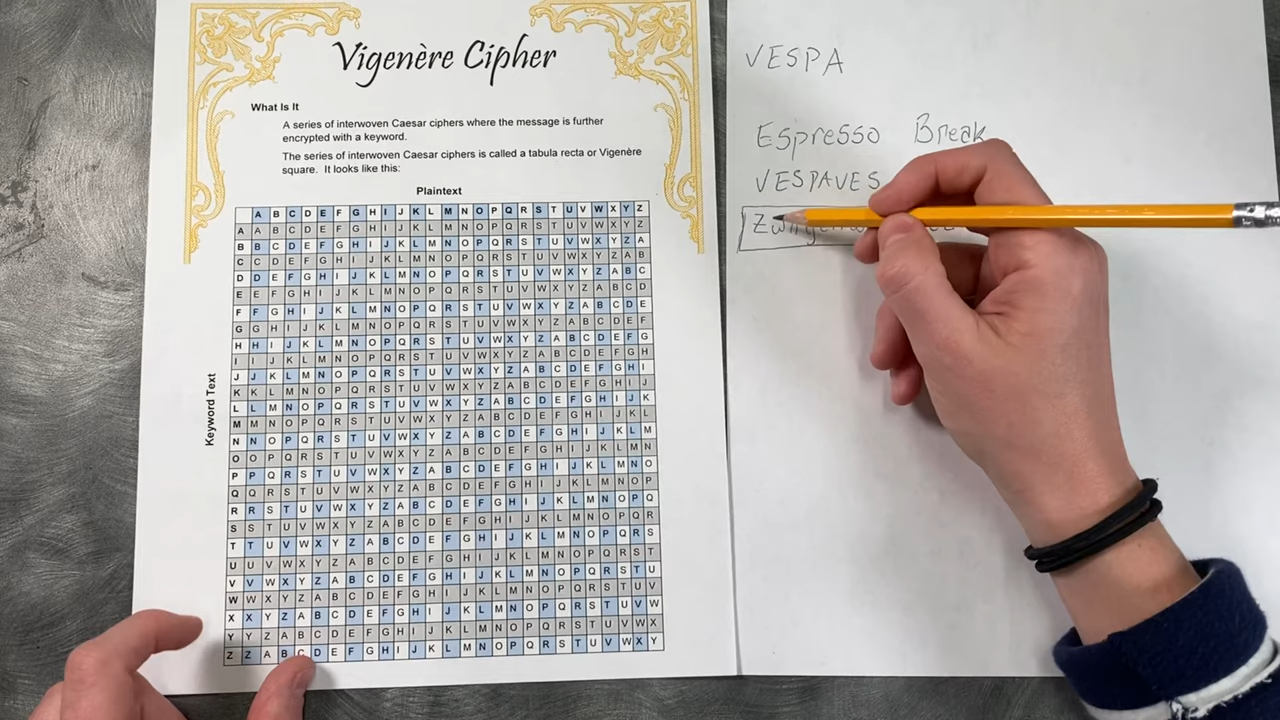 Vigenère Cipher
What Is It
A series of interwoven Caesar ciphers where the message is further
encrypted with a keyword.
The series of interwoven Caesar ciphers is called a tabula recta or Vigenère
square. It looks like this:
Plaintext
A B C D E F G H I J K L M N O P Q R S T U V W X Y Z
A A B C D E F G H I J K L M N O P Q R S T U V W X Y Z
B B C D E F G H I J K L M N O P Q R S T U V W X Y Z A
C C D E F G H I J K L M N O P Q R S T U V W X Y Z A B
D D E F G H I J K L M N O P Q R S T U V W X Y Z A B C
E E F G H I J K L M N O P Q R S T U V W X Y Z A B C D
F F G H I J K L M N O P Q R S T U V W X Y Z A B C D E
G G H I J K L M N O P Q R S T U V W X Y Z A B C D E F
H H I J K L M N O P Q R S T U V W X Y Z A B C D E F G
I I J K L M N O P Q R S T U V W X Y Z A B C D E F G H
J J K L M N O P Q R S T U V W X Y Z A B C D E F G H I
K K L M N O P Q R S T U V W X Y Z A B C D E F G H I J
L L M N O P Q R S T U V W X Y Z A B C D E F G H I J K
M M N O P Q R S T U V W X Y Z A B C D E F G H I J K L
N N O P Q R S T U V W X Y Z A B C D E F G H I J K L M
O O P Q R S T U V W X Y Z A B C D E F G H I J K L M N
P P Q R S T U V W X Y Z A B C D E F G H I J K L M N O
Q Q R S T U V W X Y Z A B C D E F G H I J K L M N O P
R R S T U V W X Y Z A B C D E F G H I J K L M N O P Q
S S T U V W X Y Z A B C D E F G H I J K L M N O P Q R
T T U V W X Y Z A B C D E F G H I J K L M N O P Q R S
U U V W X Y Z A B C D E F G H I J K L M N O P Q R S T
V V W X Y Z A B C D E F G H I J K L M N O P Q R S T U
W W X Y Z A B C D E F G H I J K L M N O P Q R S T U V
X X Y Z A B C D E F G H I J K L M N O P Q R S T U V W
Y Y Z A B C D E F G H I J K L M N O P Q R S T U V W X
Z Z A B C D E F G H I J K L M N O P Q R S T U V W X Y
Keyword Text
VESPA
Espresso Break
VESPAVES